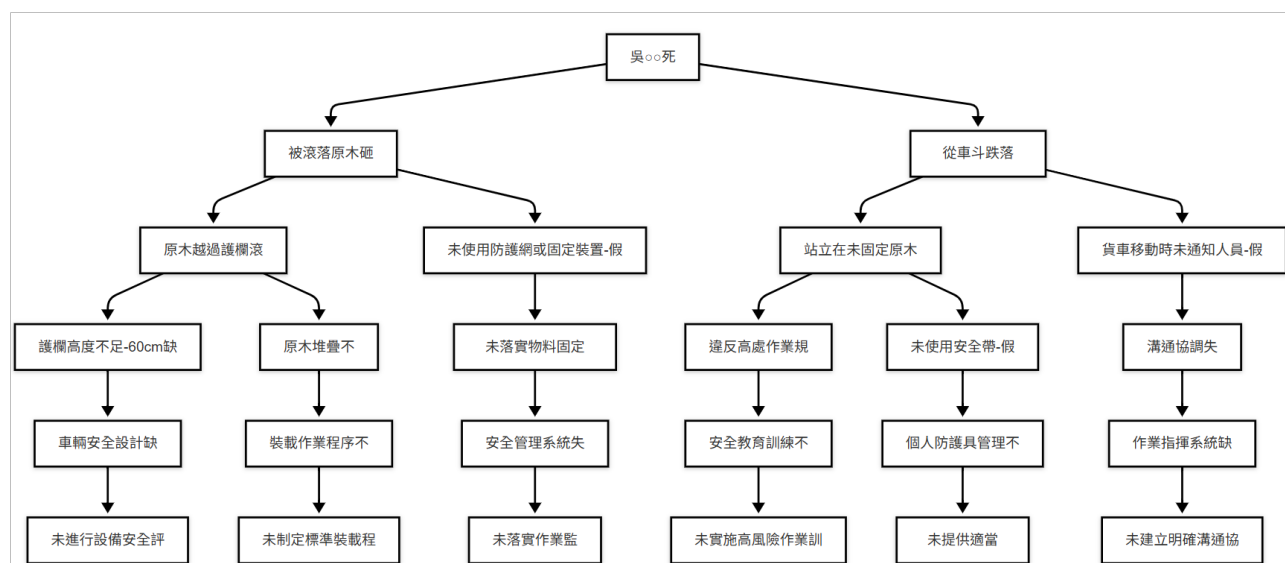 吳○○死
被滾落原木砸
從車斗跌落
原木越過護欄滾
未使用防護網或固定裝置-假
站立在未固定原木
貨車移動時未通知人員-假
護欄高度不足-60cm缺
原木堆疊不
未落實物料固定
違反高處作業規
未使用安全帶-假
溝通協調失
車輛安全設計缺
裝載作業程序不
安全管理系統失
安全教育訓練不
個人防護具管理不
作業指揮系統缺
未進行設備安全評
未制定標準裝載程
未落實作業監
未實施高風險作業訓
未提供適當
未建立明確溝通協